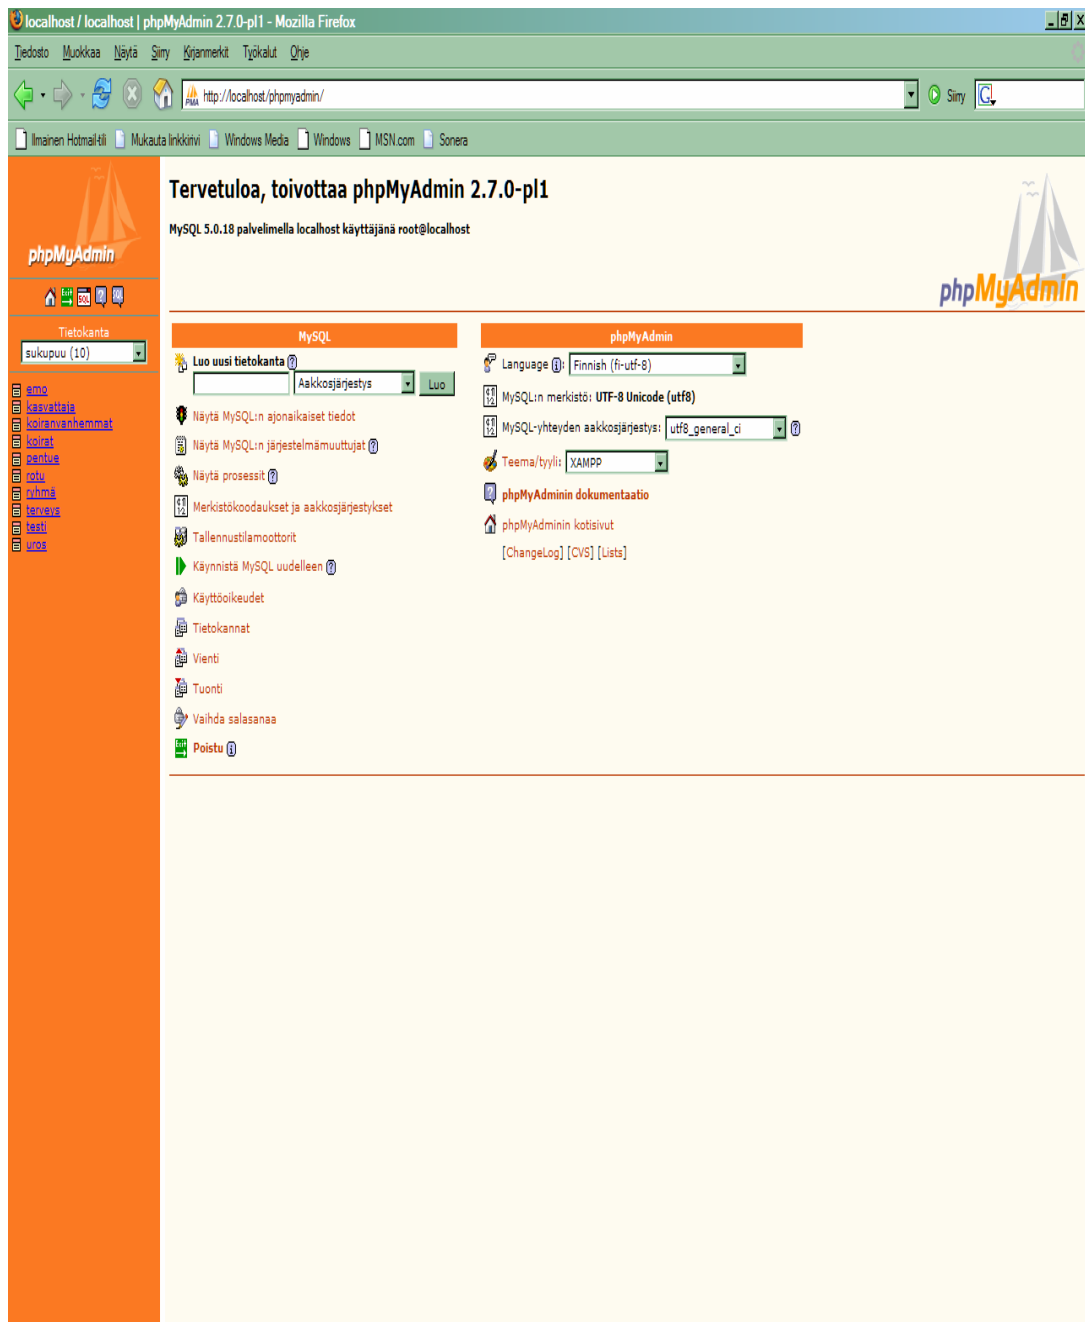 localhost / localhost | phpMyAdmin 2.7.0-pl1 - Mozilla Firefox
Tiedosto Muokkaa Näytä Siirry Kirjanmerkit Työkalut Ohje
http://localhost/phpmyadmin/ Siirry
Ilmainen Hotmail-tili Mukauta linkkirivi Windows Media Windows MSN.com Sonera
phpMyAdmin
Tietokanta
sukupuu (10)
emo
kasvattaja
koiranvanhemmat
koirat
pentue
rotu
ryhmä
terveys
testi
uros
Tervetuloa, toivottaa phpMyAdmin 2.7.0-pl1
MySQL 5.0.18 palvelimella localhost käyttäjänä root@localhost
phpMyAdmin
MySQL
Luo uusi tietokanta
Aakkosjärjestys Luo
Näytä MySQL:n ajonaikaiset tiedot
Näytä MySQL:n järjestelmämuuttujat
Näytä prosessit
Merkistökoodaukset ja aakkosjärjestykset
Tallennustilamoottorit
Käynnistä MySQL uudelleen
Käyttöoikeudet
Tietokannat
Vienti
Tuonti
Vaihda salasanaa
Poistu
phpMyAdmin
Language: Finnish (fi-utf-8)
MySQL:n merkistö: UTF-8 Unicode (utf8)
MySQL-yhteyden aakkosjärjestys: utf8_general_ci
Teema/tyyli: XAMPP
phpMyAdminin dokumentaatio
phpMyAdminin kotisivut
[ChangeLog] [CVS] [Lists]